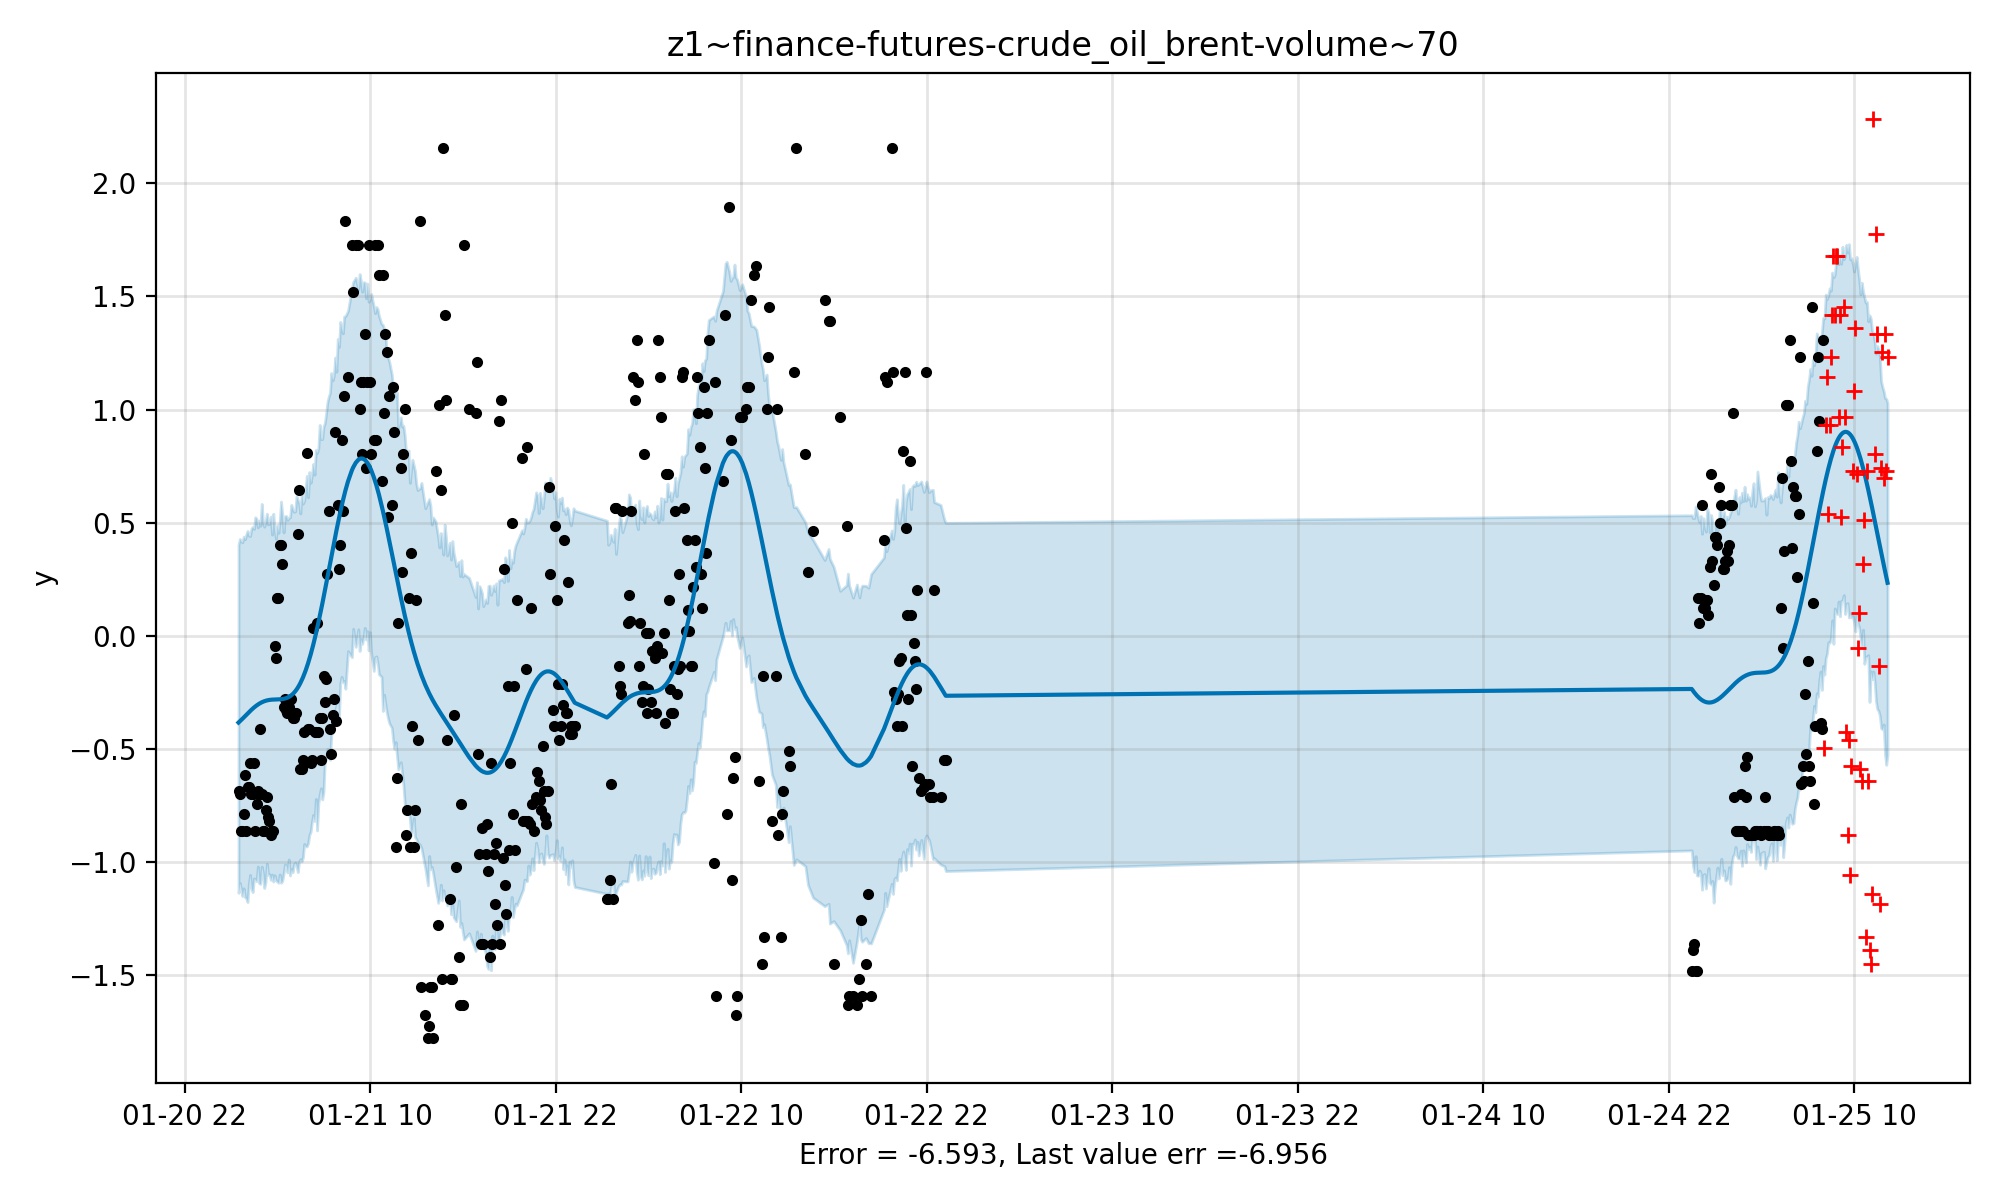 z1~finance-futures-crude_oil_brent-volume~70
2.0
1.5
1.0
0.5
0.0
−0.5
−1.0
−1.5
y
01-20 22 01-21 10 01-21 22 01-22 10 01-22 22 01-23 10 01-23 22 01-24 10 01-24 22 01-25 10
Error = -6.593, Last value err =-6.956